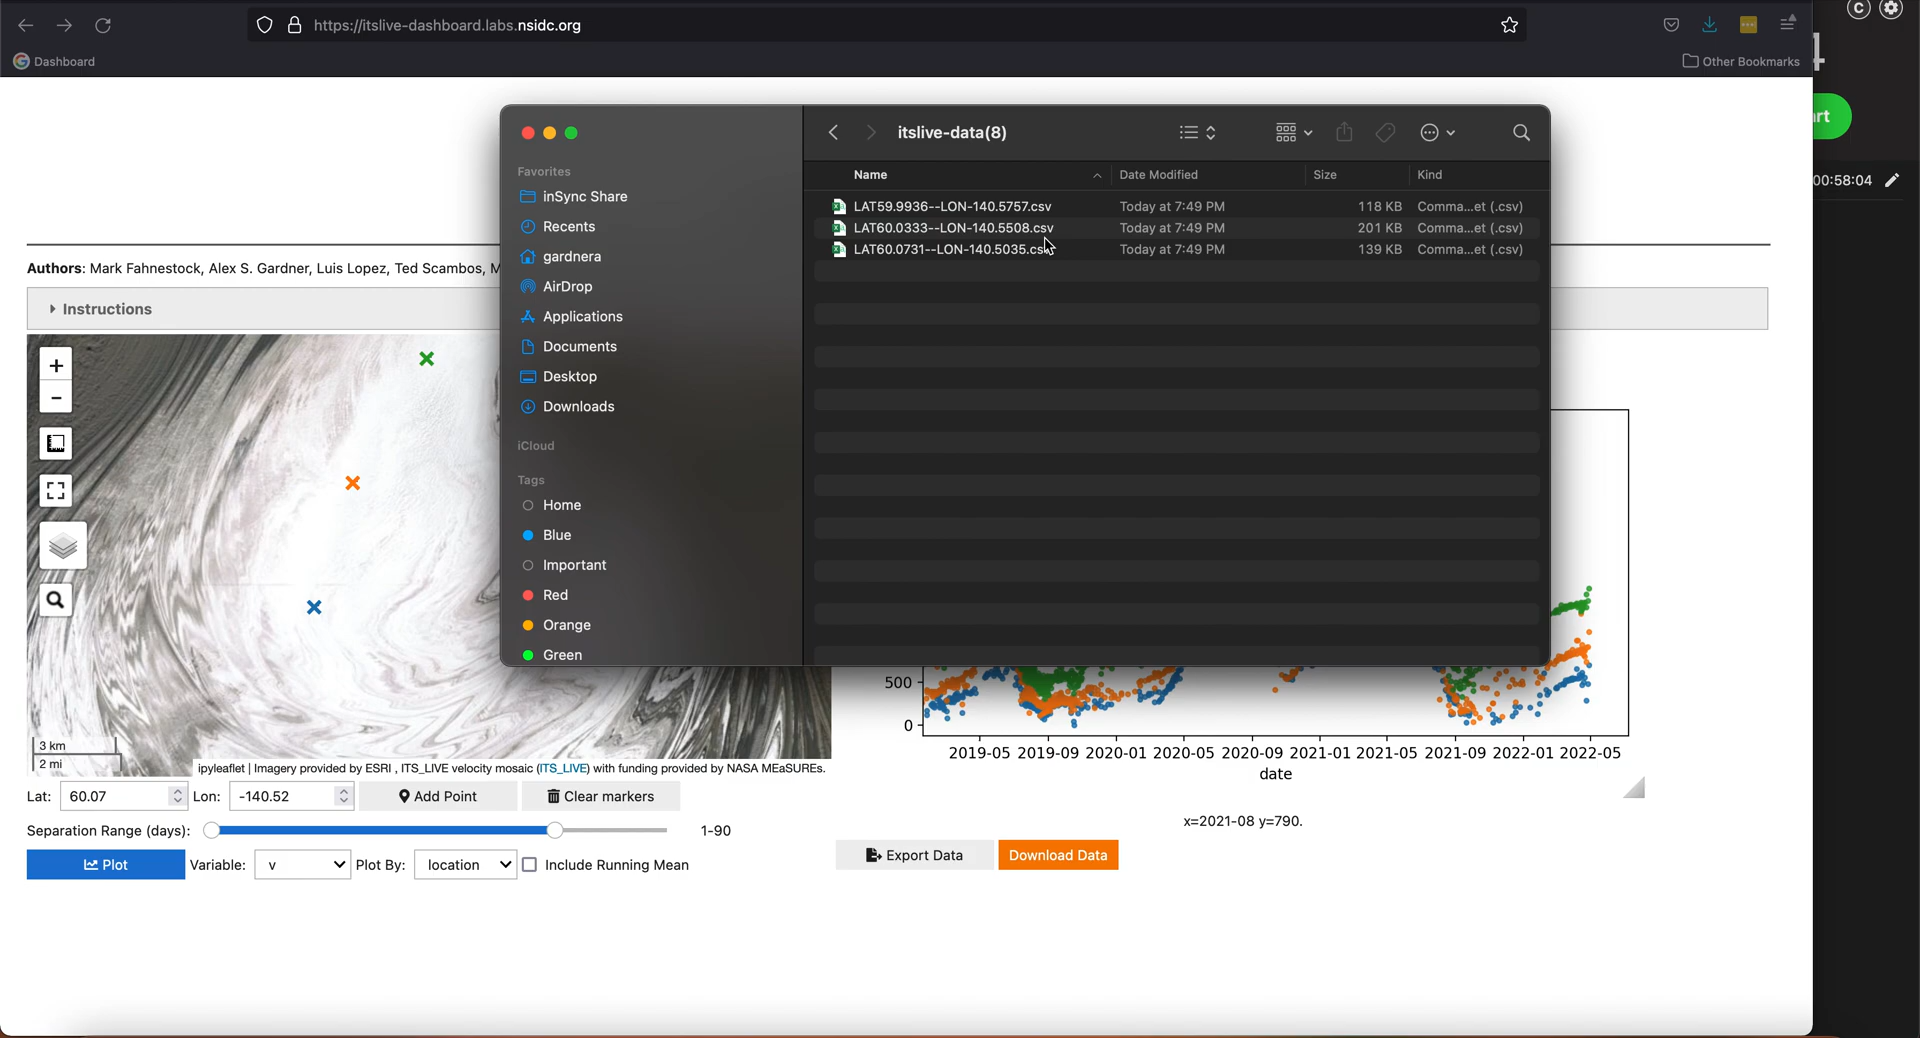 https://itslive-dashboard.labs.nsidc.org
Dashboard
Other Bookmarks
C
rt
00:58:04
itslive-data(8)
Favorites
inSync Share
Recents
gardnera
AirDrop
Applications
Documents
Desktop
Downloads
iCloud
Tags
Home
Blue
Important
Red
Orange
Green
Name Date Modified Size Kind
LAT59.9936--LON-140.5757.csv Today at 7:49 PM 118 KB Comma...et (.csv)
LAT60.0333--LON-140.5508.csv Today at 7:49 PM 201 KB Comma...et (.csv)
LAT60.0731--LON-140.5035.csv Today at 7:49 PM 139 KB Comma...et (.csv)
Authors: Mark Fahnestock, Alex S. Gardner, Luis Lopez, Ted Scambos, M
Instructions
+
−
3 km
2 mi
ipyleaflet | Imagery provided by ESRI , ITS_LIVE velocity mosaic (ITS_LIVE) with funding provided by NASA MEaSUREs.
500
0
2019-05 2019-09 2020-01 2020-05 2020-09 2021-01 2021-05 2021-09 2022-01 2022-05
date
Lat: 60.07 Lon: -140.52 Add Point Clear markers
Separation Range (days): 1-90
Plot Variable: v Plot By: location Include Running Mean
x=2021-08 y=790.
Export Data Download Data